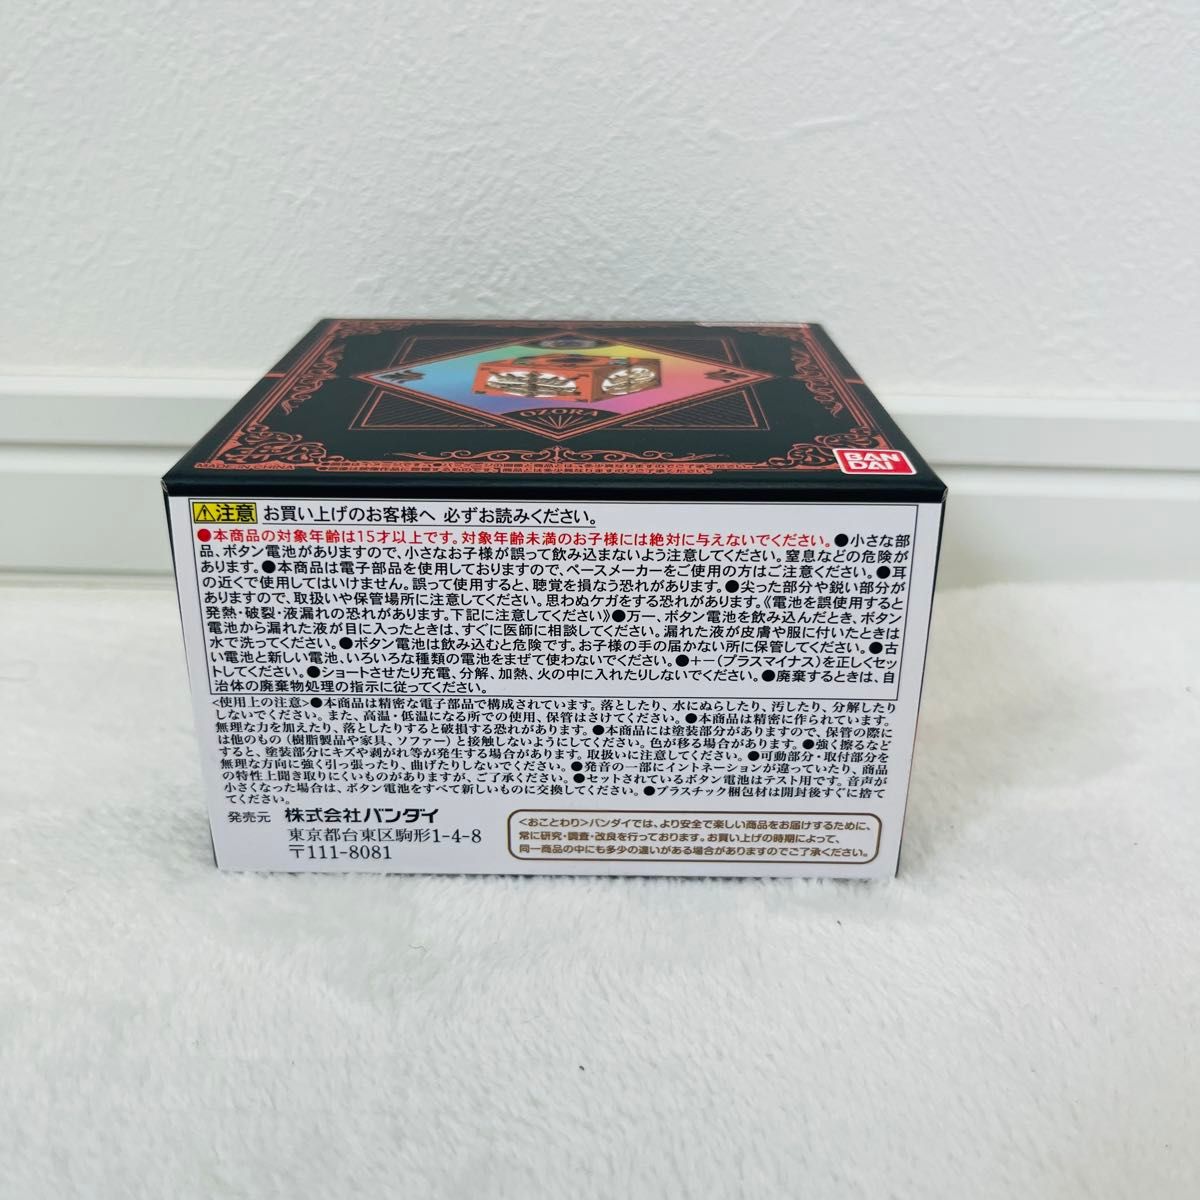 OZORA
MADE IN CHINA
BAN
DAI
注意 お買い上げのお客様へ 必ずお読みください。
●本商品の対象年齢は15才以上です。対象年齢未満のお子様には絶対に与えないでください。●小さな部
品、ボタン電池がありますので、小さなお子様が誤って飲み込まないよう注意してください。窒息などの危険が
あります。●本商品は電子部品を使用しておりますので、ペースメーカーをご使用の方はご注意ください。●耳
の近くで使用してはいけません。誤って使用すると、聴覚を損なう恐れがあります。●尖った部分や鋭い部分が
ありますので、取扱いや保管場所に注意してください。思わぬケガをする恐れがあります。《電池を誤使用すると
発熱・破裂・液漏れの恐れがあります。下記に注意してください》●万一、ボタン電池を飲み込んだとき、ボタン
電池から漏れた液が目に入ったときは、すぐに医師に相談してください。漏れた液が皮膚や服に付いたときは
水で洗ってください。●ボタン電池は飲み込むと危険です。お子様の手の届かない所に保管してください。●古
い電池と新しい電池、いろいろな種類の電池をまぜて使わないでください。●＋－(プラスマイナス)を正しくセッ
トしてください。●ショートさせたり充電、分解、加熱、火の中に入れたりしないでください。●廃棄するときは、自
治体の廃棄物処理の指示に従ってください。
<使用上の注意>●本商品は精密な電子部品で構成されています。落としたり、水にぬらしたり、汚したり、分解したり
しないでください。また、高温・低温になる所での使用、保管はさけてください。●本商品は精密に作られています。
無理な力を加えたり、落としたりすると破損する恐れがあります。●本商品には塗装部分がありますので、保管の際に
は他のもの(樹脂製品や家具、ソファー)と接触しないようにしてください。色が移る場合があります。●強く擦るなど
すると、塗装部分にキズや剥がれ等が発生する場合があります。取扱いに注意してください。●可動部分・取付部分を
無理な方向に強く引っ張ったり、曲げたりしないでください。●発音の一部にイントネーションが違っていたり、商品
の特性上聞き取りにくいものがありますが、ご了承ください。●セットされているボタン電池はテスト用です。音声が
小さくなった場合は、ボタン電池をすべて新しいものに交換してください。●プラスチック梱包材は開封後すぐに捨て
てください。
発売元 株式会社バンダイ
東京都台東区駒形1-4-8
〒111-8081
<おことわり>バンダイでは、より安全で楽しい商品をお届けするために、
常に研究・調査・改良を行っております。お買い上げの時期によって、
同一商品の中にも多少の違いがある場合がありますのでご了承ください。